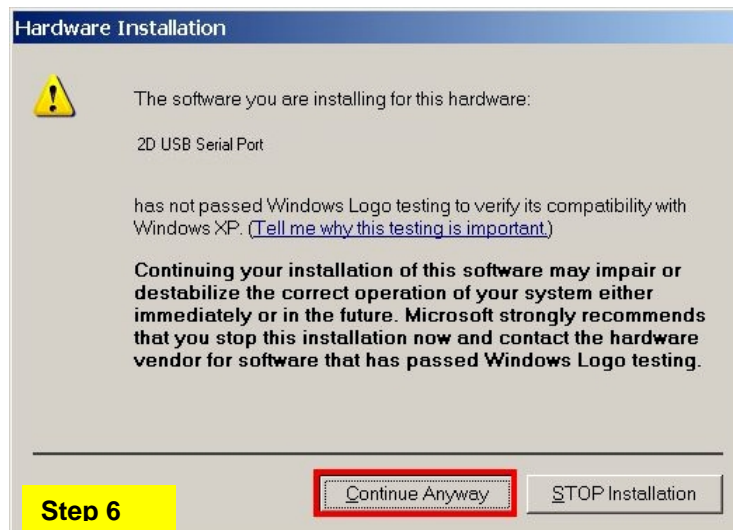 Hardware Installation
The software you are installing for this hardware:
2D USB Serial Port
has not passed Windows Logo testing to verify its compatibility with
Windows XP. (Tell me why this testing is important.)
Continuing your installation of this software may impair or
destabilize the correct operation of your system either
immediately or in the future. Microsoft strongly recommends
that you stop this installation now and contact the hardware
vendor for software that has passed Windows Logo testing.
Continue Anyway
STOP Installation
Step 6